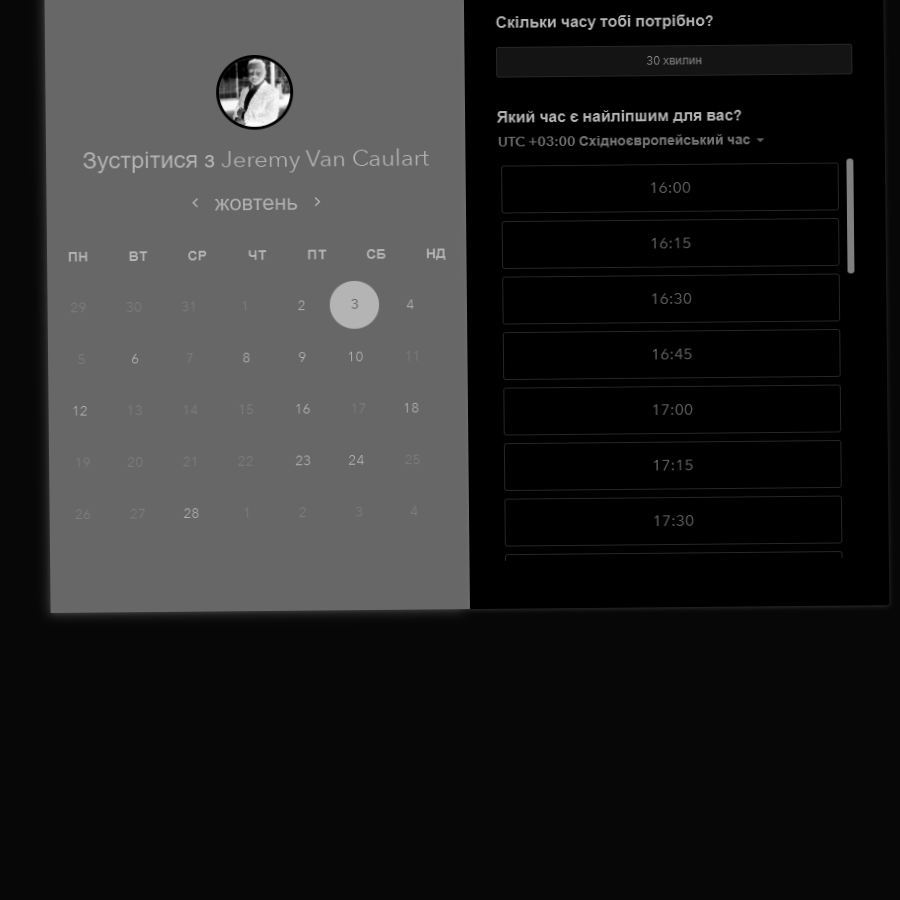 Зустрітися з Jeremy Van Caulart
жовтень
ПН ВТ СР ЧТ ПТ СБ НД
29 30 31 1 2 3 4
5 6 7 8 9 10 11
12 13 14 15 16 17 18
19 20 21 22 23 24 25
26 27 28 1 2 3 4
Скільки часу тобі потрібно?
30 хвилин
Який час є найліпшим для вас?
UTC +03:00 Східноєвропейський час
16:00
16:15
16:30
16:45
17:00
17:15
17:30